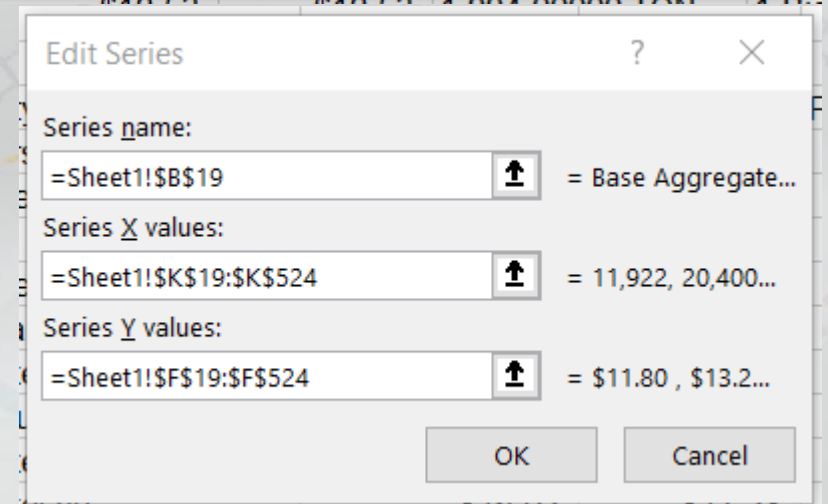 Edit Series ? ×
Series name:
=Sheet1!$B$19 = Base Aggregate...
Series X values:
=Sheet1!$K$19:$K$524 = 11,922, 20,400...
Series Y values:
=Sheet1!$F$19:$F$524 = $11.80 , $13.2...
OK Cancel